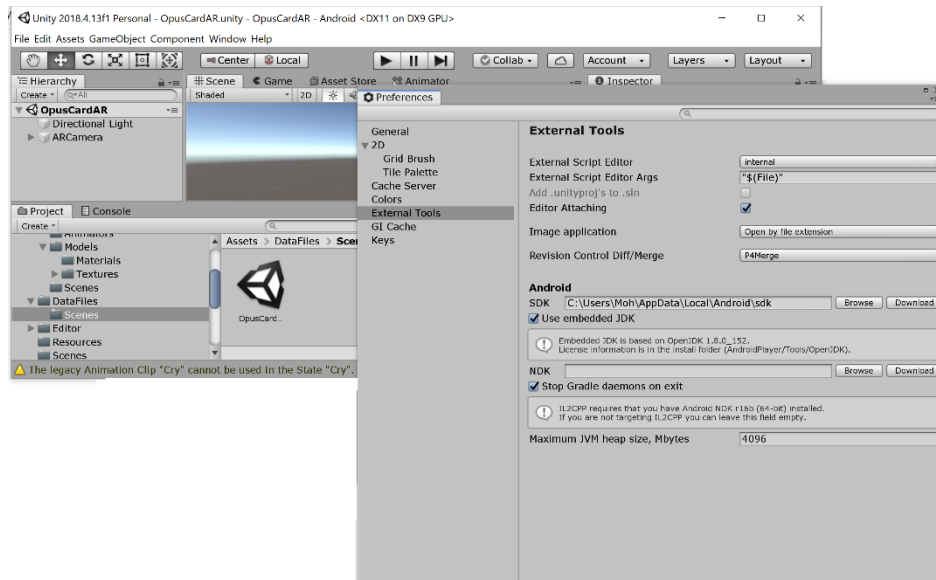 Unity 2018.4.13f1 Personal - OpusCardAR.unity - OpusCardAR - Android <DX11 on DX9 GPU>
File Edit Assets GameObject Component Window Help
Center Local Collab Account Layers Layout
Hierarchy Scene Game Asset Store Animator Inspector
Create All Shaded 2D
OpusCardAR
Directional Light
ARCamera
Project Console
Create
Animators
Models
Materials
Textures
Scenes
DataFiles
Scenes
Editor
Resources
Scenes
Assets > DataFiles > Scen
OpusCard...
The legacy Animation Clip "Cry" cannot be used in the State "Cry".
Preferences
General
2D
Grid Brush
Tile Palette
Cache Server
Colors
External Tools
GI Cache
Keys
External Tools
External Script Editor internal
External Script Editor Args "$(File)"
Add .unityproj's to .sln
Editor Attaching
Image application Open by file extension
Revision Control Diff/Merge P4Merge
Android
SDK C:\Users\Moh\AppData\Local\Android\sdk Browse Download
Use embedded JDK
Embedded JDK is based on OpenJDK 1.8.0_152.
License information is in the install folder (AndroidPlayer/Tools/OpenJDK).
NDK Browse Download
Stop Gradle daemons on exit
IL2CPP requires that you have Android NDK r16b (64-bit) installed.
If you are not targeting IL2CPP you can leave this field empty.
Maximum JVM heap size, Mbytes 4096